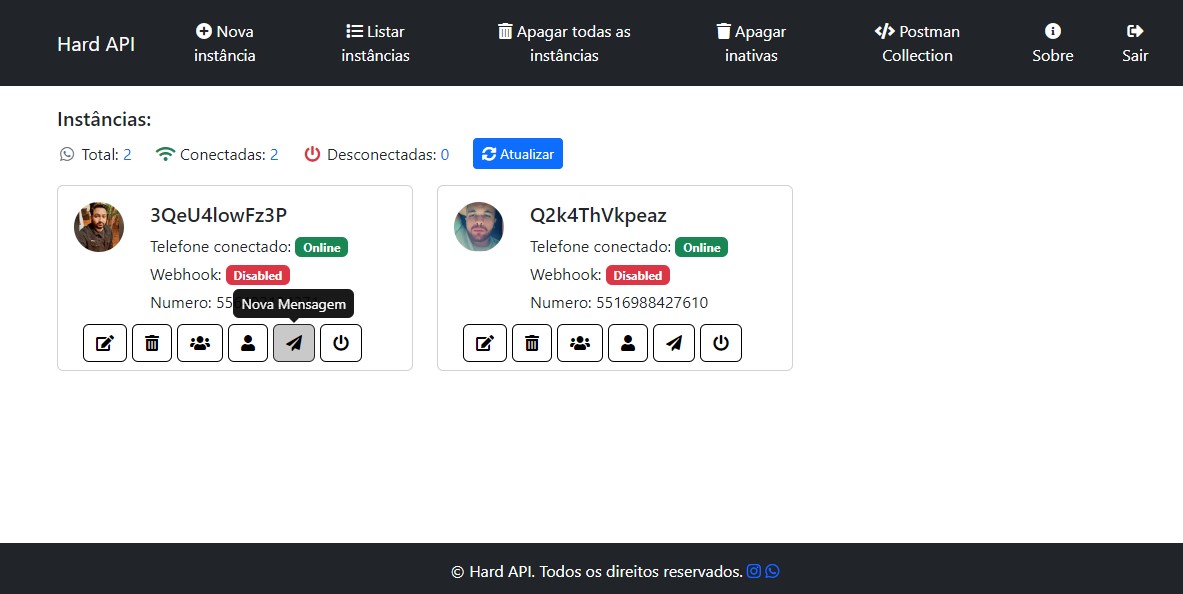 Hard API
Nova
instância
Listar
instâncias
Apagar todas as
instâncias
Apagar
inativas
Postman
Collection
Sobre
Sair
Instâncias:
Total: 2 Conectadas: 2 Desconectadas: 0 Atualizar
3QeU4lowFz3P
Telefone conectado: Online
Webhook: Disabled
Numero: 55
Nova Mensagem
Q2k4ThVkpeaz
Telefone conectado: Online
Webhook: Disabled
Numero: 5516988427610
© Hard API. Todos os direitos reservados.